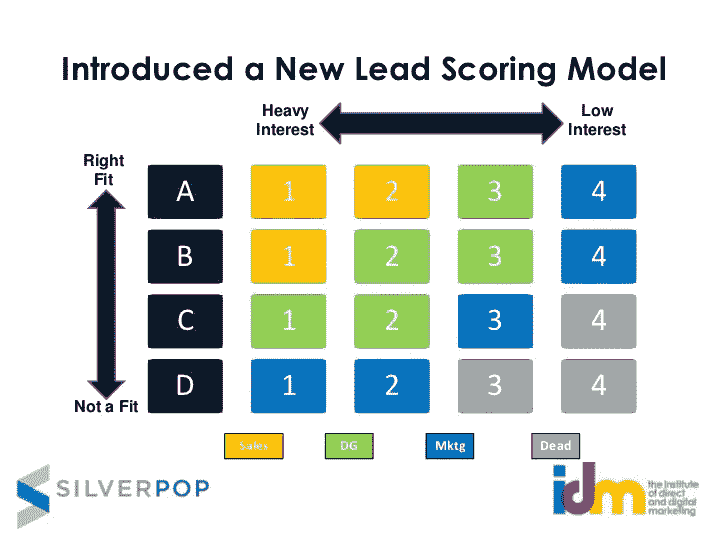 Introduced a New Lead Scoring Model
Heavy
Interest
Low
Interest
Right
Fit
A 1 2 3 4
B 1 2 3 4
C 1 2 3 4
D 1 2 3 4
Not a Fit
Sales DG Mktg Dead
SILVERPOP
idm
the institute
of direct
and digital
marketing